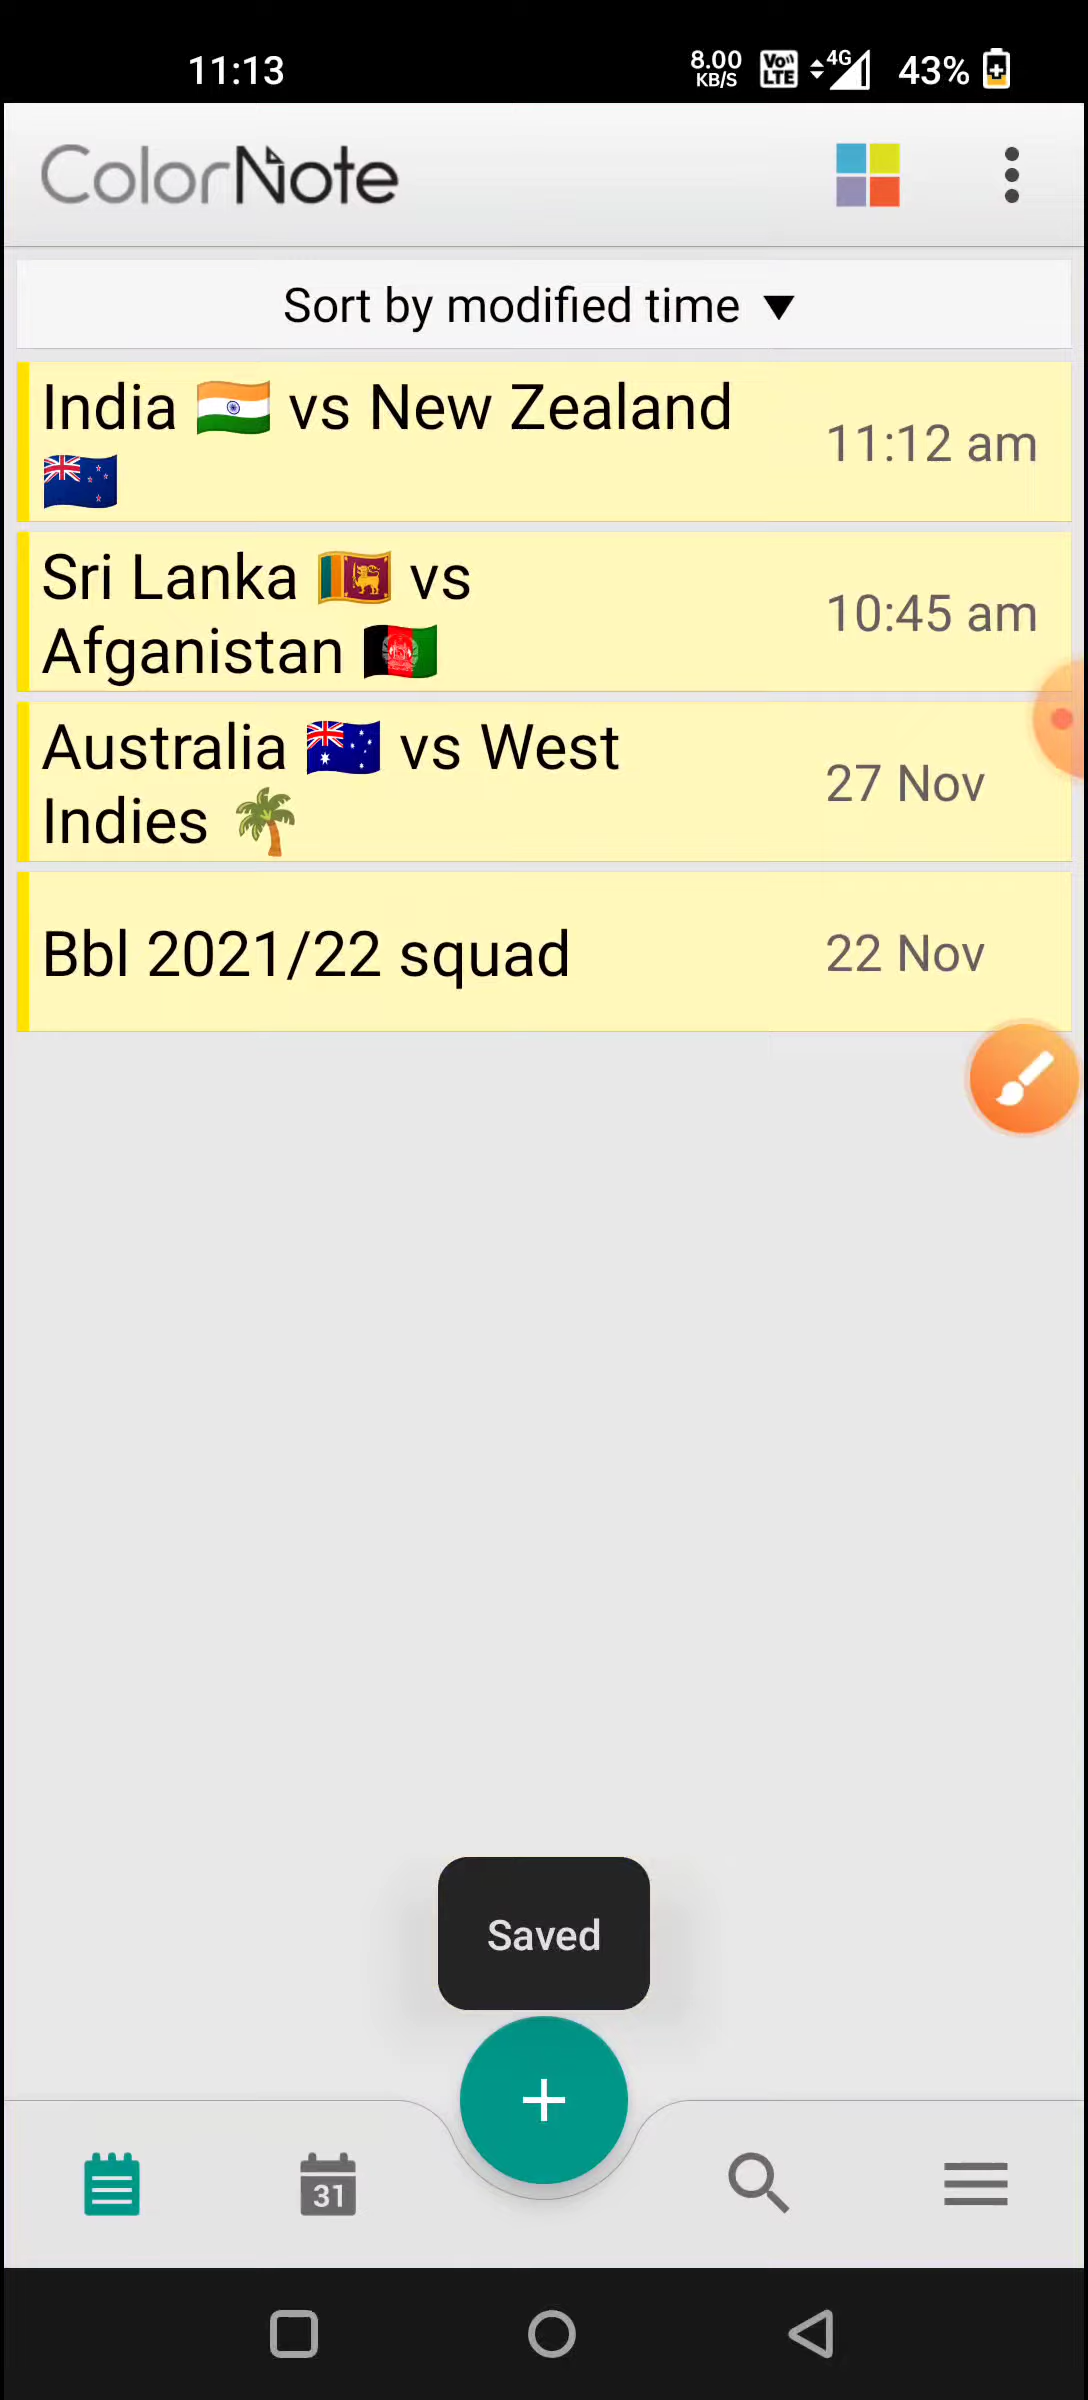 11:13
8.00 KB/S VoLTE 4G 43%
ColorNote
Sort by modified time ▼
India 🇮🇳 vs New Zealand 🇳🇿
11:12 am
Sri Lanka 🇱🇰 vs
Afganistan 🇦🇫
10:45 am
Australia 🇦🇺 vs West
Indies 🌴
27 Nov
Bbl 2021/22 squad
22 Nov
Saved
+
31